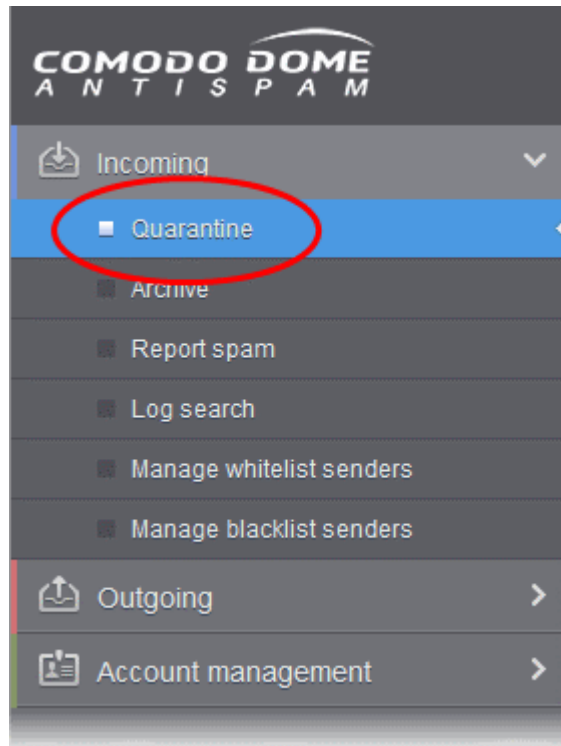 COMODO DOME
ANTISPAM
Incoming
Quarantine
Archive
Report spam
Log search
Manage whitelist senders
Manage blacklist senders
Outgoing
Account management